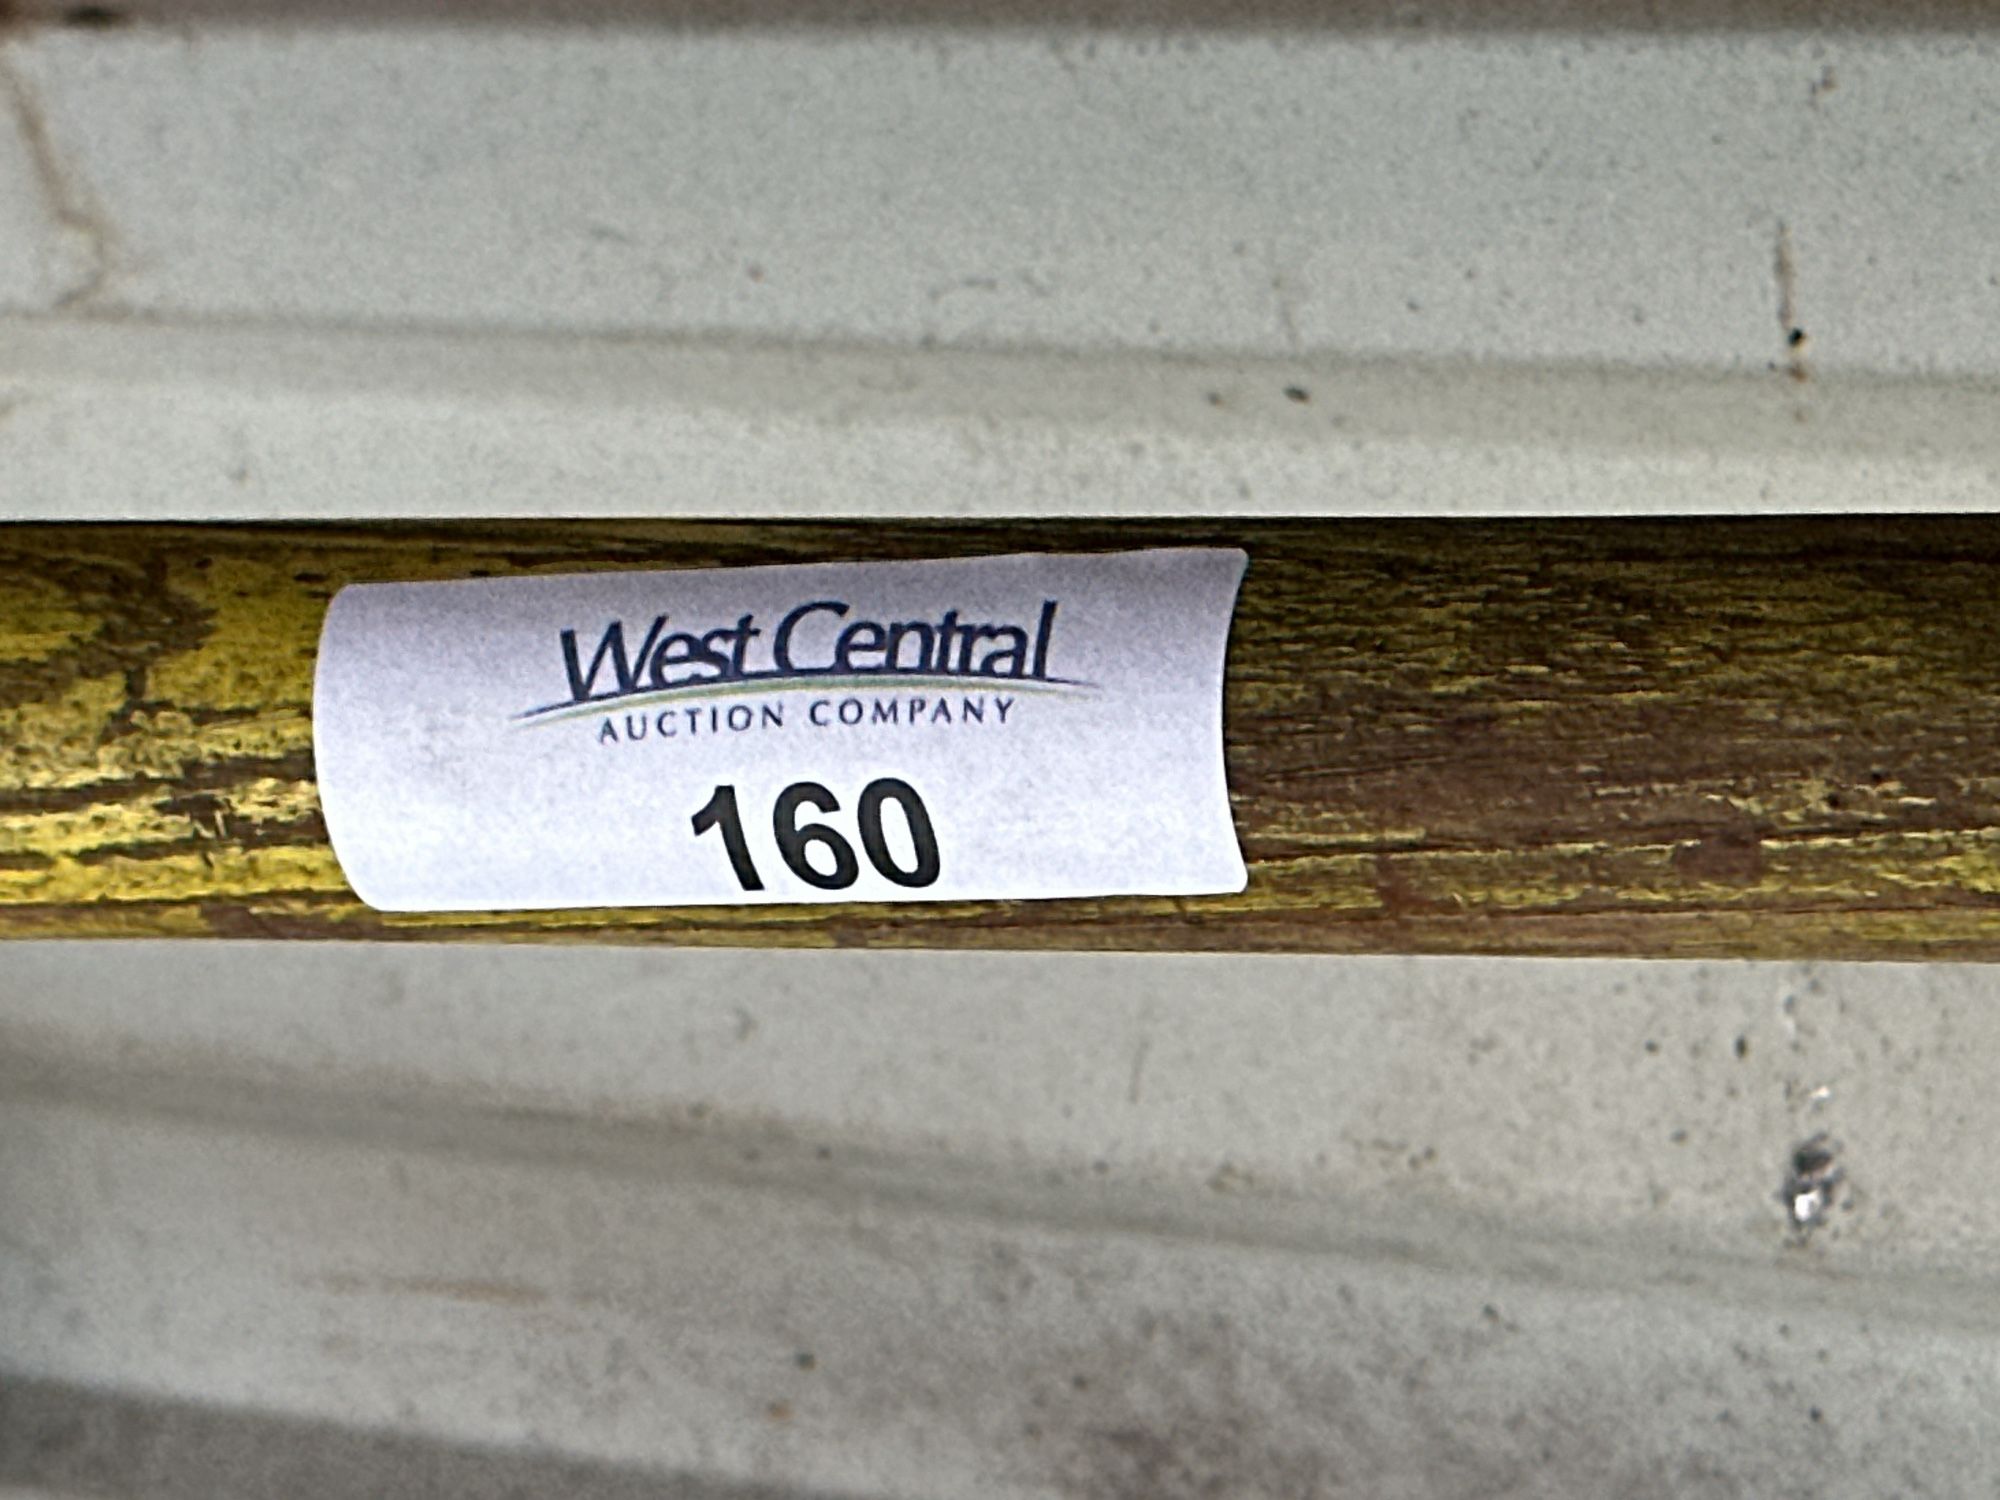 West Central
AUCTION COMPANY
160